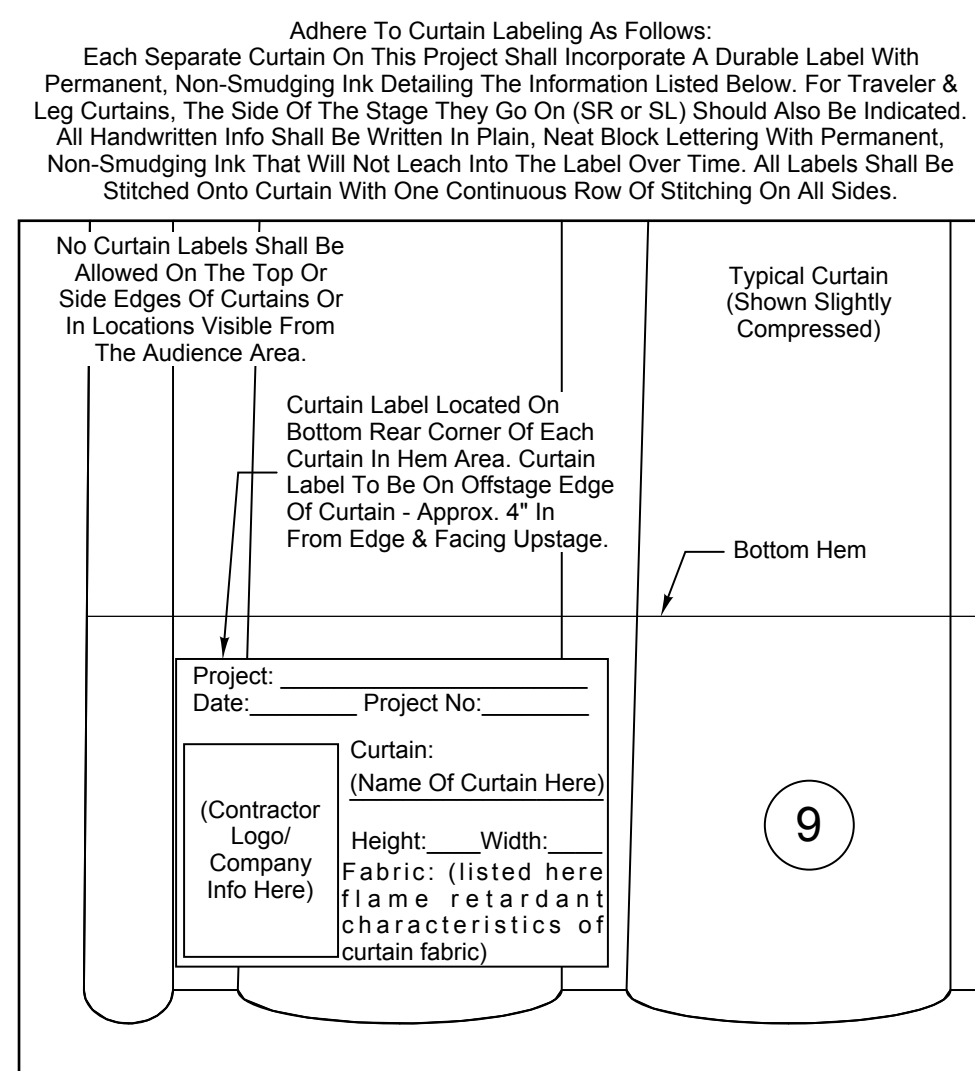 Adhere To Curtain Labeling As Follows:
Each Separate Curtain On This Project Shall Incorporate A Durable Label With
Permanent, Non-Smudging Ink Detailing The Information Listed Below. For Traveler &
Leg Curtains, The Side Of The Stage They Go On (SR or SL) Should Also Be Indicated.
All Handwritten Info Shall Be Written In Plain, Neat Block Lettering With Permanent,
Non-Smudging Ink That Will Not Leach Into The Label Over Time. All Labels Shall Be
Stitched Onto Curtain With One Continuous Row Of Stitching On All Sides.
No Curtain Labels Shall Be
Allowed On The Top Or
Side Edges Of Curtains Or
In Locations Visible From
The Audience Area.
Typical Curtain
(Shown Slightly
Compressed)
Curtain Label Located On
Bottom Rear Corner Of Each
Curtain In Hem Area. Curtain
Label To Be On Offstage Edge
Of Curtain - Approx. 4" In
From Edge & Facing Upstage.
Bottom Hem
Project: ____________________
Date:_______ Project No:_______
(Contractor
Logo/
Company
Info Here)
Curtain:
(Name Of Curtain Here)
Height:____Width:____
Fabric: (listed here
flame retardant
characteristics of
curtain fabric)
9